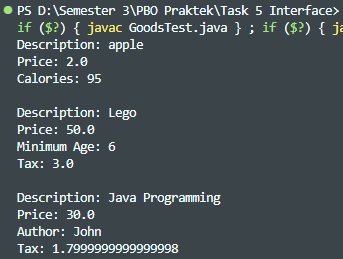 PS D:\Semester 3\PBO Praktek\Task 5 Interface>
if ($?) { javac GoodsTest.java } ; if ($?) { ja
Description: apple
Price: 2.0
Calories: 95

Description: Lego
Price: 50.0
Minimum Age: 6
Tax: 3.0

Description: Java Programming
Price: 30.0
Author: John
Tax: 1.7999999999999998